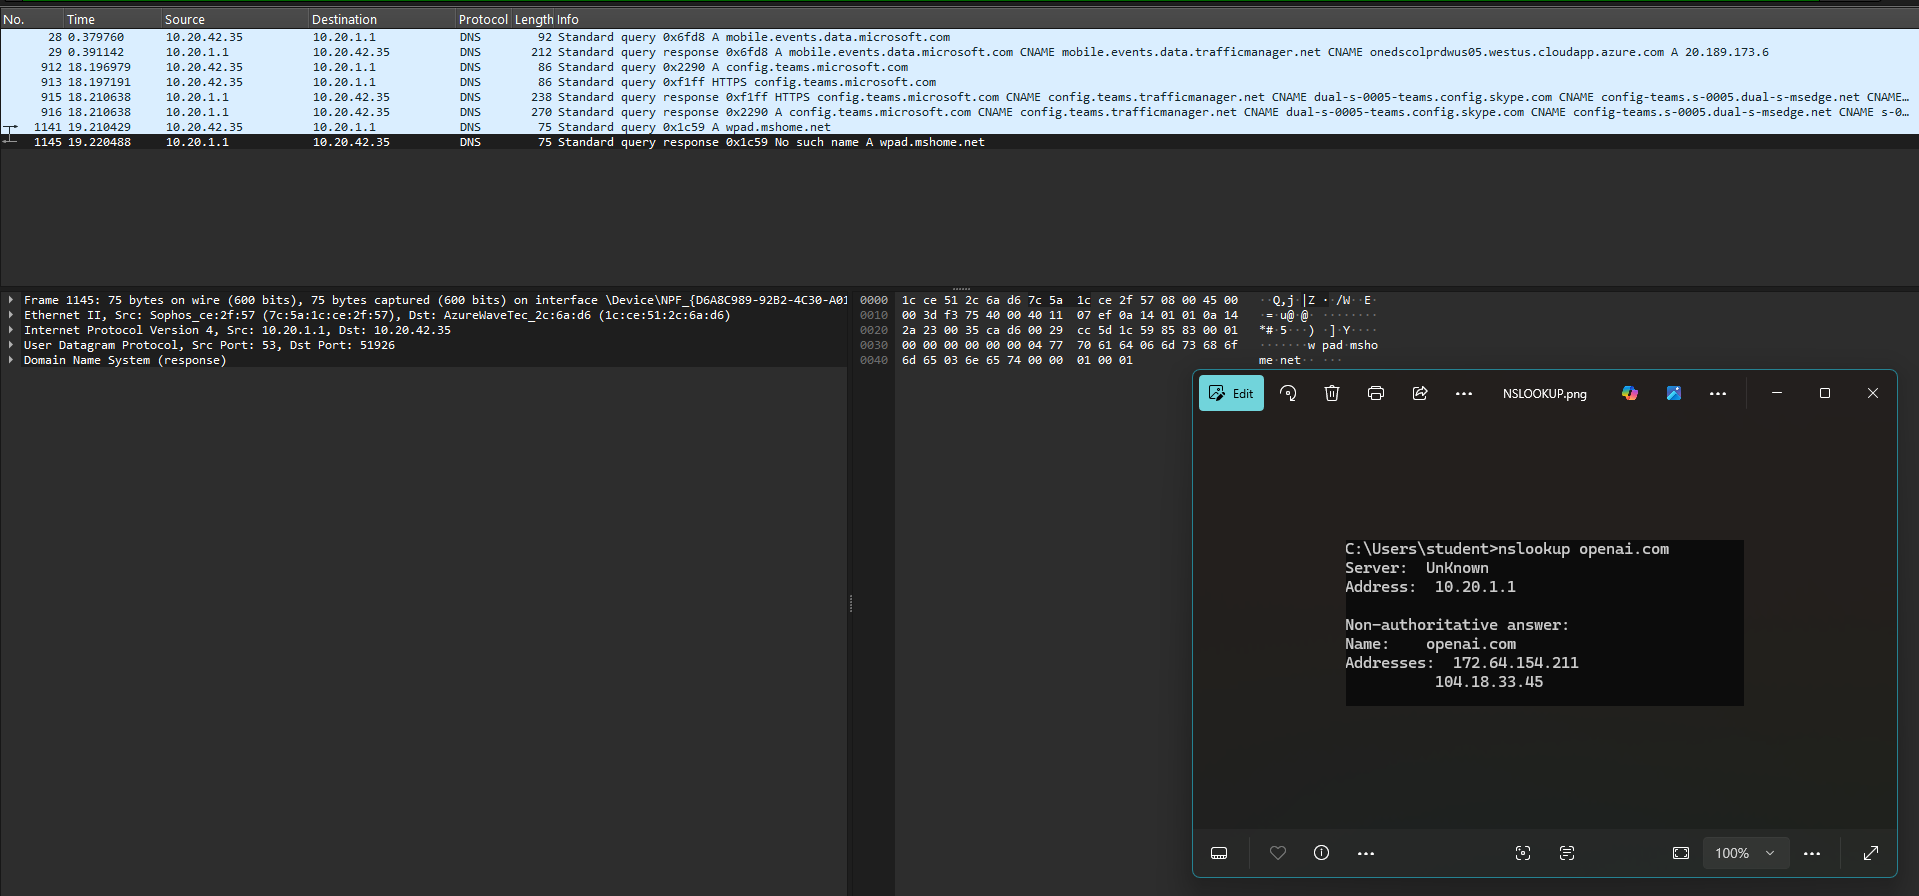 No. Time Source Destination Protocol Length Info
28 0.379760 10.20.42.35 10.20.1.1 DNS 92 Standard query 0x6fd8 A mobile.events.data.microsoft.com
29 0.391142 10.20.1.1 10.20.42.35 DNS 212 Standard query response 0x6fd8 A mobile.events.data.microsoft.com CNAME mobile.events.data.trafficmanager.net CNAME onedscolprdwus05.westus.cloudapp.azure.com A 20.189.173.6
912 18.196979 10.20.42.35 10.20.1.1 DNS 86 Standard query 0x2290 A config.teams.microsoft.com
913 18.197191 10.20.42.35 10.20.1.1 DNS 86 Standard query 0xf1ff HTTPS config.teams.microsoft.com
915 18.210638 10.20.1.1 10.20.42.35 DNS 238 Standard query response 0xf1ff HTTPS config.teams.microsoft.com CNAME config.teams.trafficmanager.net CNAME dual-s-0005-teams.config.skype.com CNAME config-teams.s-0005.dual-s-msedge.net CNAME…
916 18.210638 10.20.1.1 10.20.42.35 DNS 270 Standard query response 0x2290 A config.teams.microsoft.com CNAME config.teams.trafficmanager.net CNAME dual-s-0005-teams.config.skype.com CNAME config-teams.s-0005.dual-s-msedge.net CNAME s-0…
1141 19.210429 10.20.42.35 10.20.1.1 DNS 75 Standard query 0x1c59 A wpad.mshome.net
1145 19.220488 10.20.1.1 10.20.42.35 DNS 75 Standard query response 0x1c59 No such name A wpad.mshome.net
Frame 1145: 75 bytes on wire (600 bits), 75 bytes captured (600 bits) on interface \Device\NPF_{D6A8C989-92B2-4C30-A01
Ethernet II, Src: Sophos_ce:2f:57 (7c:5a:1c:ce:2f:57), Dst: AzureWaveTec_2c:6a:d6 (1c:ce:51:2c:6a:d6)
Internet Protocol Version 4, Src: 10.20.1.1, Dst: 10.20.42.35
User Datagram Protocol, Src Port: 53, Dst Port: 51926
Domain Name System (response)
0000 1c ce 51 2c 6a d6 7c 5a 1c ce 2f 57 08 00 45 00 ··Q,j·|Z ··/W··E·
0010 00 3d f3 75 40 00 40 11 07 ef 0a 14 01 01 0a 14 ·=·u@·@· ········
0020 2a 23 00 35 ca d6 00 29 cc 5d 1c 59 85 83 00 01 *#·5···) ·]·Y····
0030 00 00 00 00 00 00 04 77 70 61 64 06 6d 73 68 6f ·······w pad·msho
0040 6d 65 03 6e 65 74 00 00 01 00 01 me·net·· ···
Edit NSLOOKUP.png
C:\Users\student>nslookup openai.com
Server: UnKnown
Address: 10.20.1.1
Non-authoritative answer:
Name: openai.com
Addresses: 172.64.154.211
104.18.33.45
100%